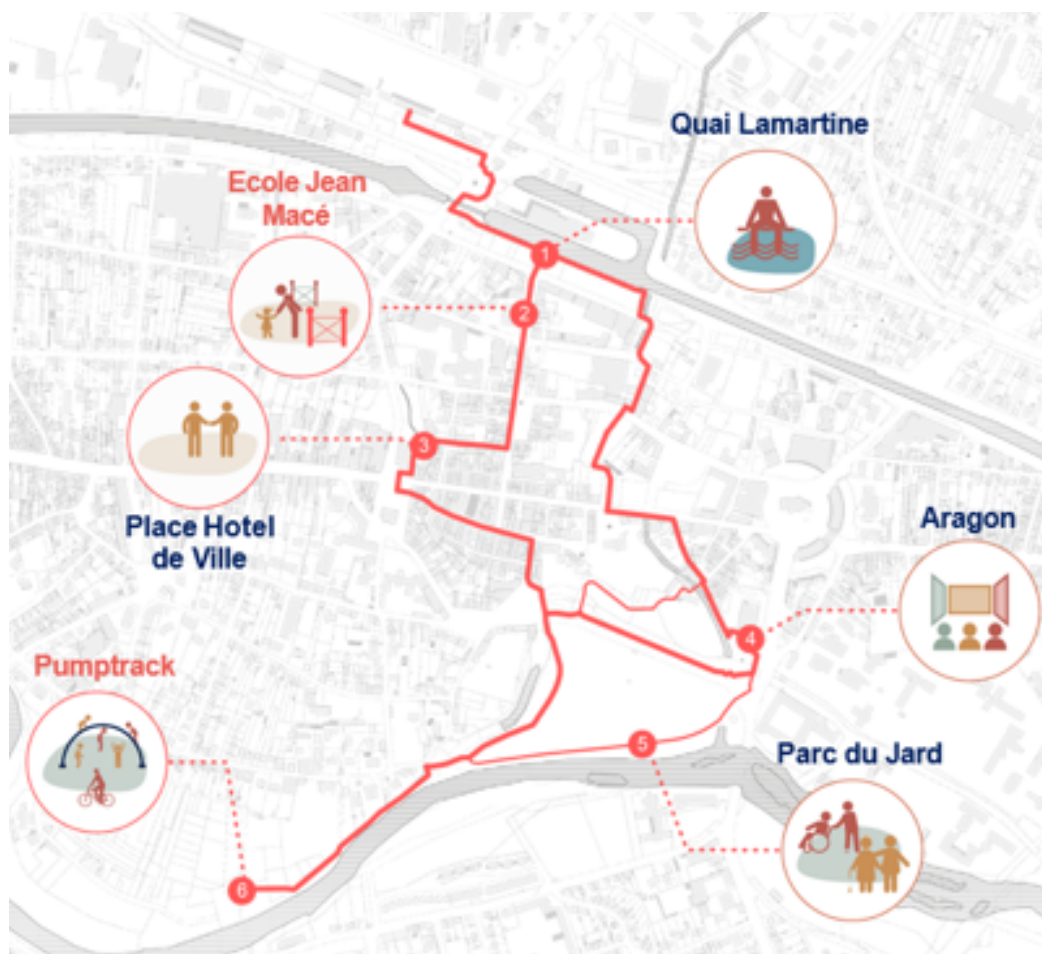 Quai Lamartine
Ecole Jean
Macé
1
2
3
Place Hotel
de Ville
Aragon
4
Pumptrack
5
Parc du Jard
6